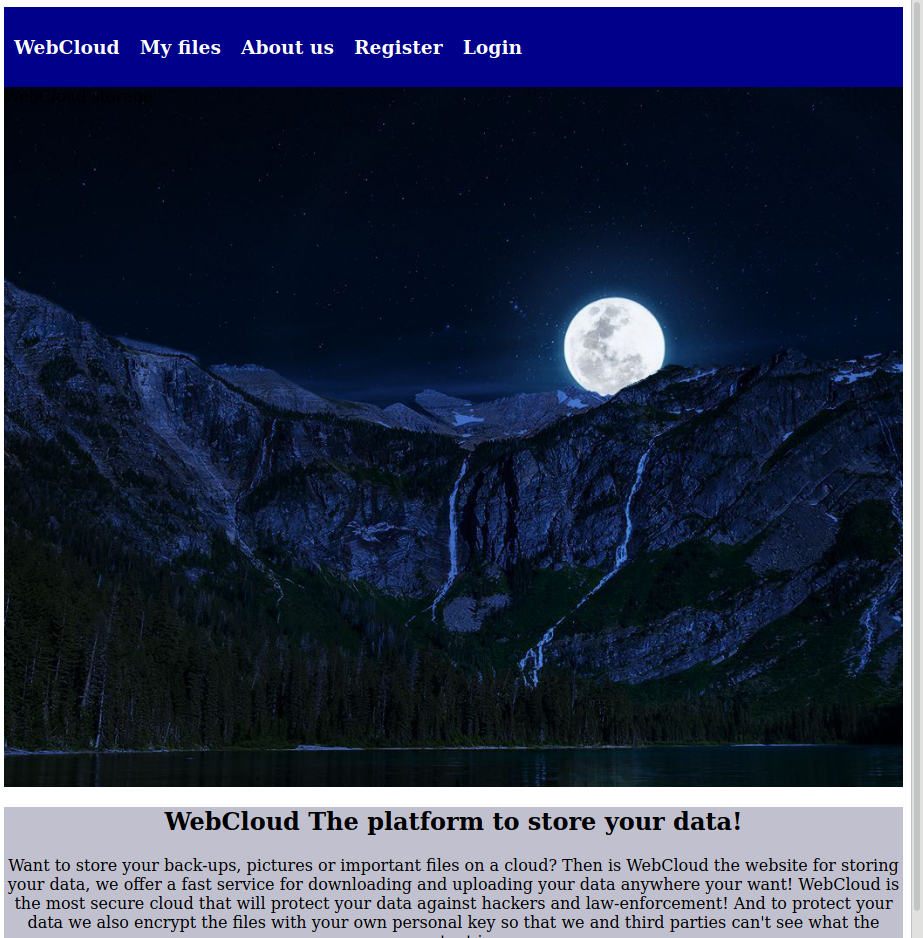 WebCloud My files About us Register Login
WebCloud Storage
WebCloud The platform to store your data!
Want to store your back-ups, pictures or important files on a cloud? Then is WebCloud the website for storing
your data, we offer a fast service for downloading and uploading your data anywhere your want! WebCloud is
the most secure cloud that will protect your data against hackers and law-enforcement! And to protect your
data we also encrypt the files with your own personal key so that we and third parties can't see what the